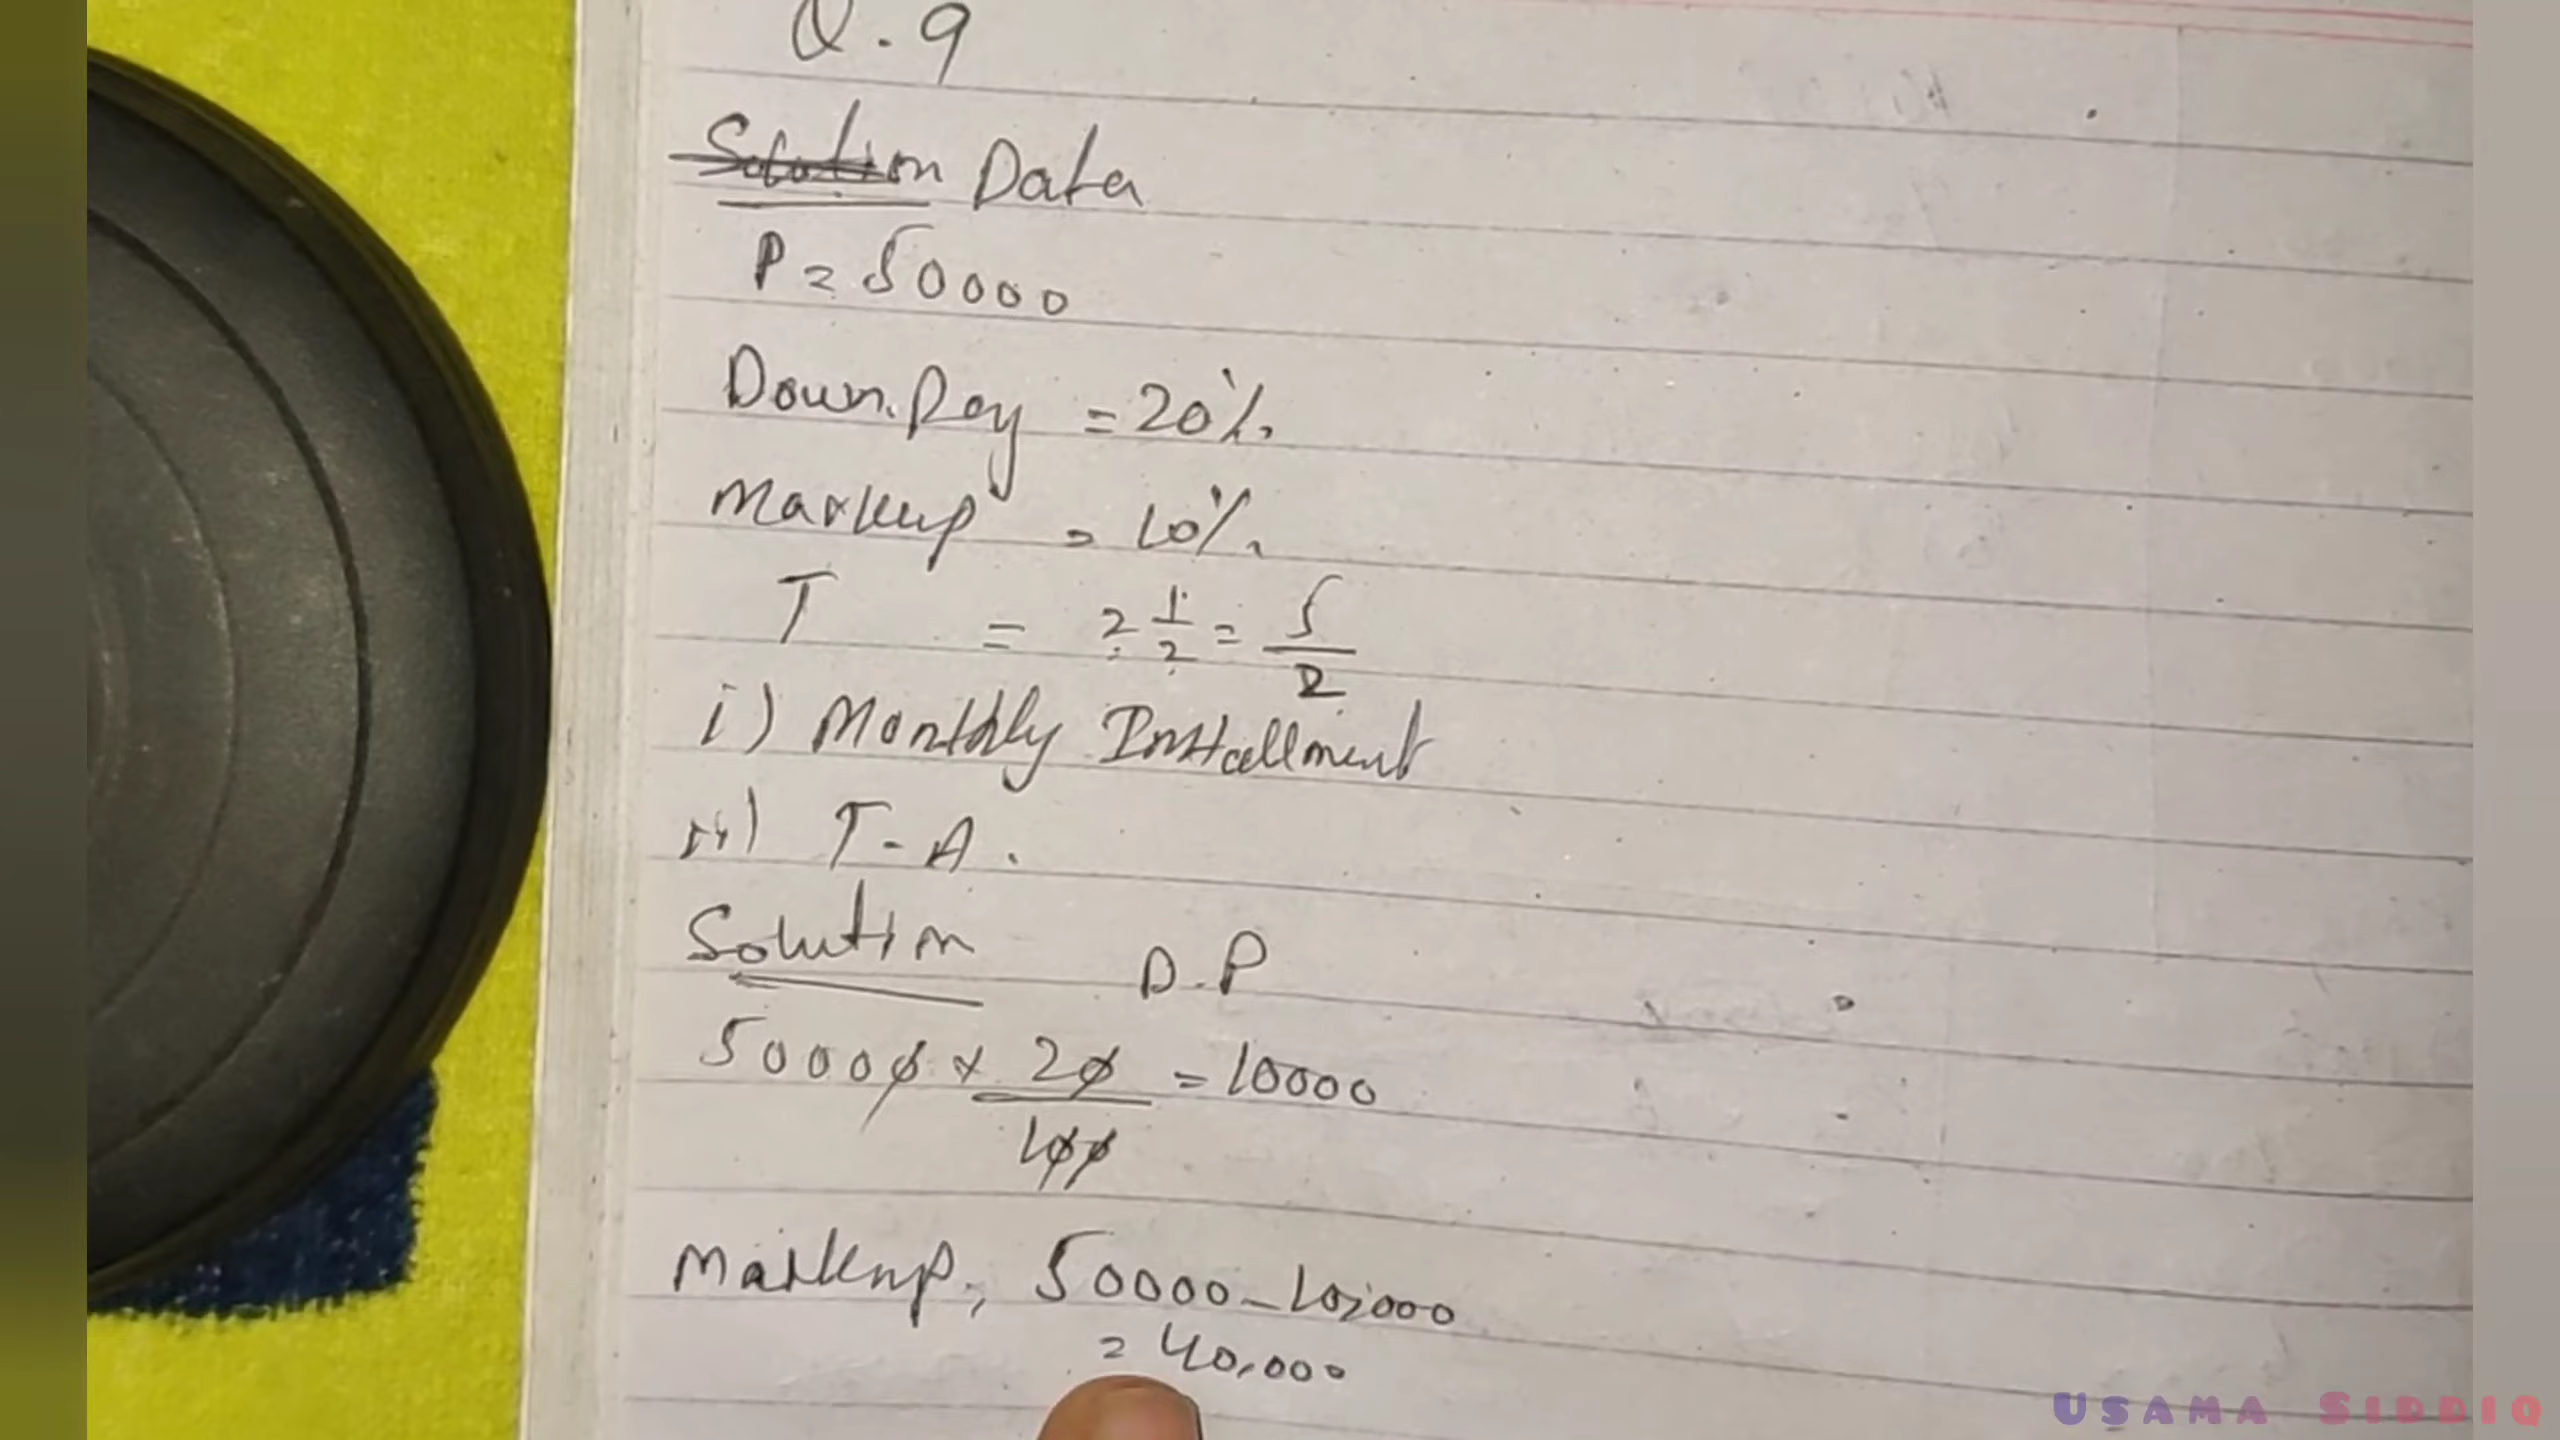 Q.9
Solution Data
P = 50000
Down.Pay = 20%.
Markup = 10%.
T = 2 1/2 = 5/2
i) Monthly Installment
ii) T-A.
Solution D.P
50000 x 20/100 = 10000
Markup, 50000-10,000
= 40,000
USAMA SIDDIQ